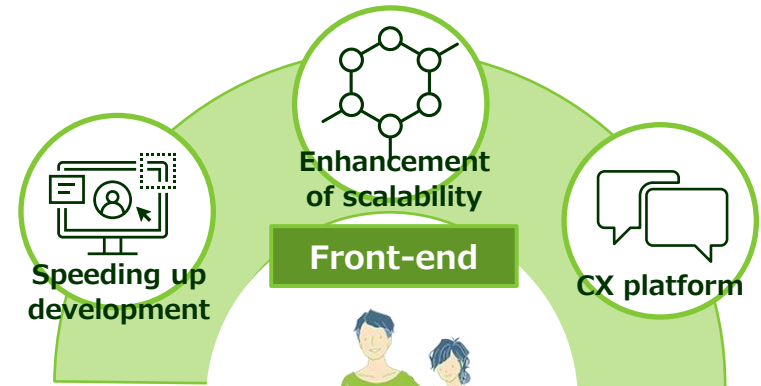 Enhancement
of scalability
Front-end
Speeding up
development
CX platform